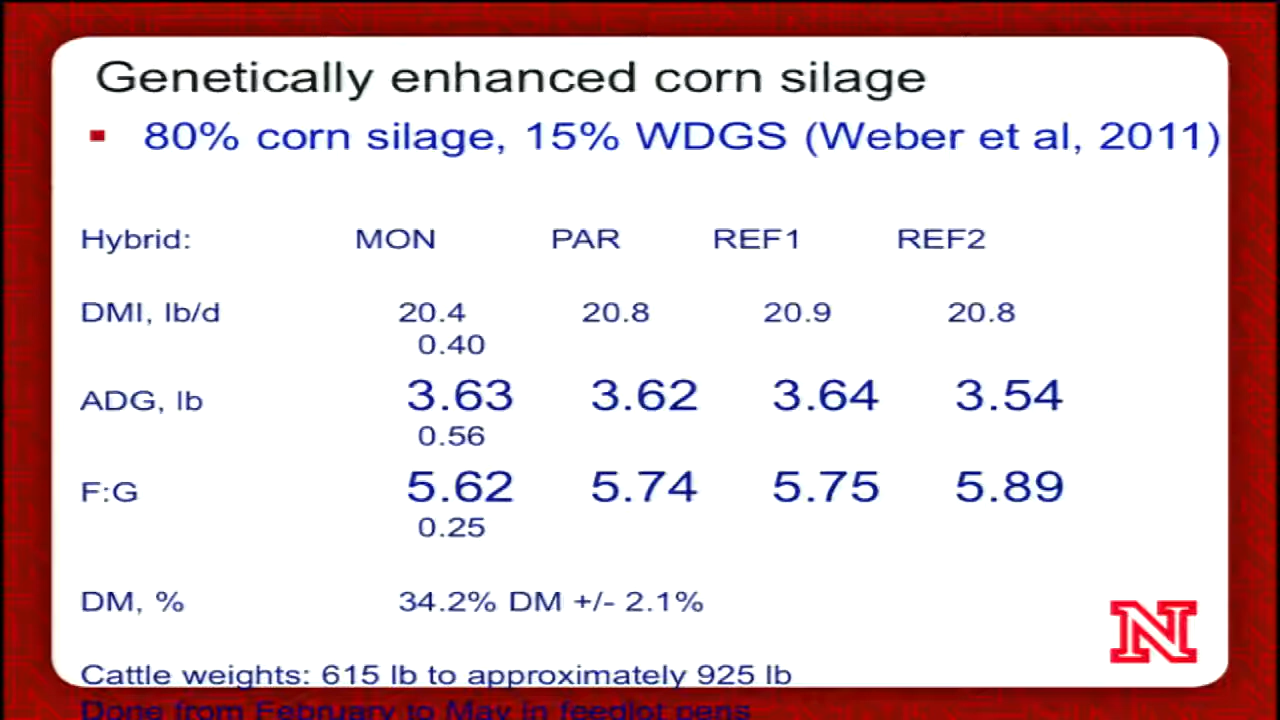 Genetically enhanced corn silage
80% corn silage, 15% WDGS (Weber et al, 2011)
Hybrid: MON PAR REF1 REF2
DMI, lb/d 20.4 20.8 20.9 20.8
0.40
ADG, lb 3.63 3.62 3.64 3.54
0.56
F:G 5.62 5.74 5.75 5.89
0.25
DM, % 34.2% DM +/- 2.1%
Cattle weights: 615 lb to approximately 925 lb
Done from February to May in feedlot pens
N